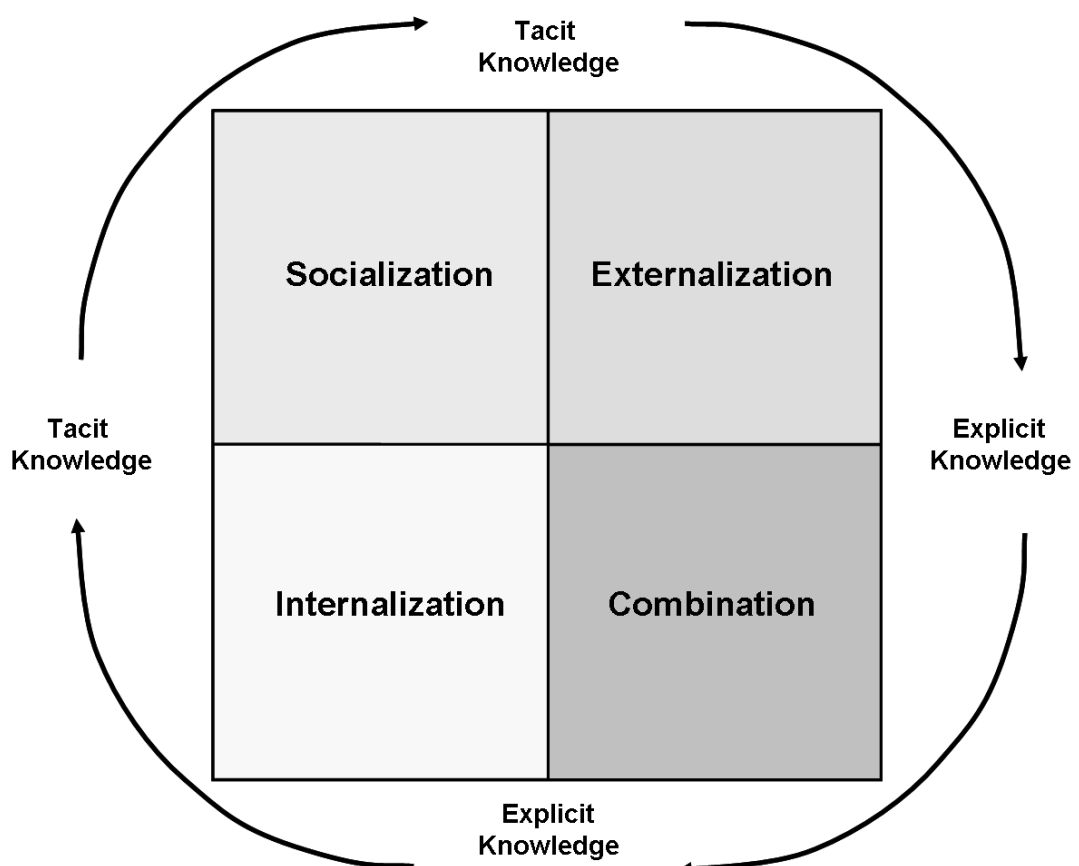 Tacit
Knowledge
Socialization
Externalization
Tacit
Knowledge
Explicit
Knowledge
Internalization
Combination
Explicit
Knowledge